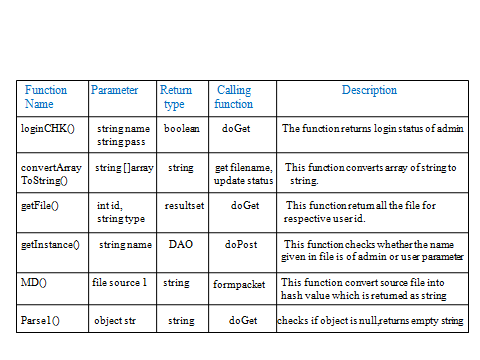 Function Name Parameter Return type Calling function Description
loginCHK() string name string pass boolean doGet The function returns login status of admin
convertArray ToString() string []array string get filename, update status This function converts array of string to string.
getFile() int id, string type resultset doGet This function return all the file for respective userid.
getInstance() string name DAO doPost This function checks whether the name given in file is of admin or user parameter
MD() file source 1 string formpacket This function convert source file into hash value which is returned as string
Parse1() object str string doGet checks if object is null,returns empty string